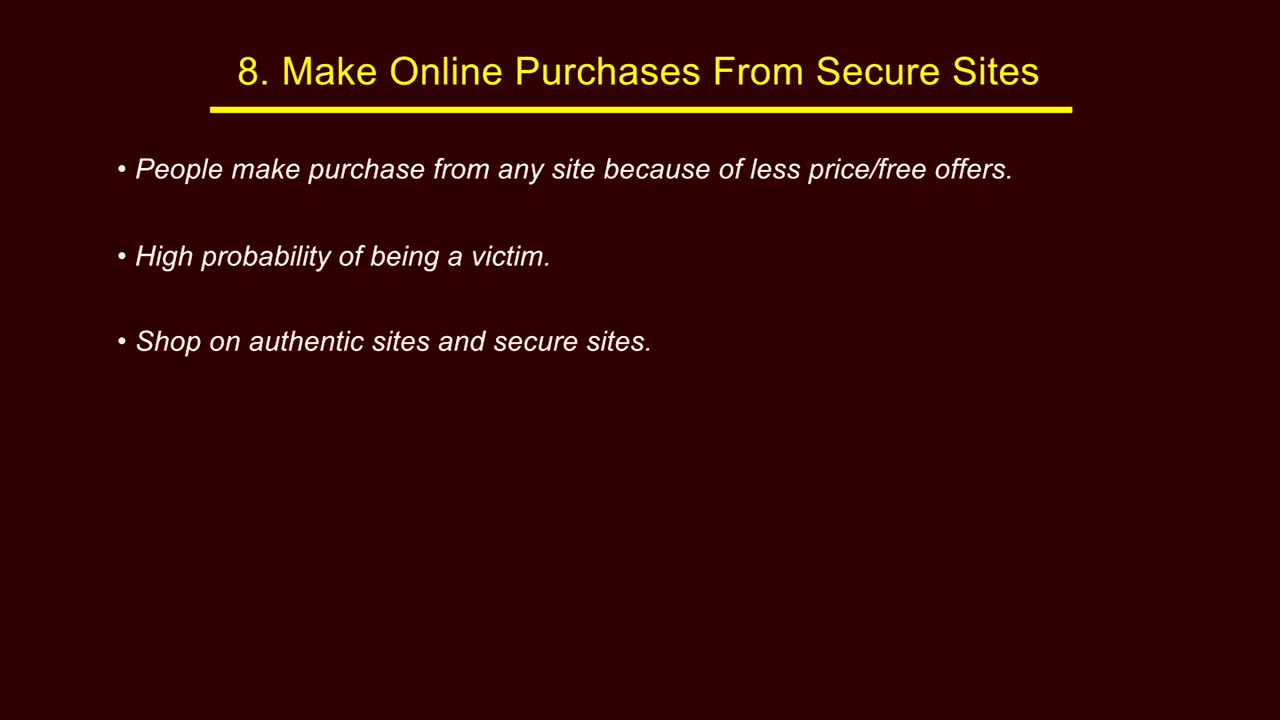 8. Make Online Purchases From Secure Sites
• People make purchase from any site because of less price/free offers.
• High probability of being a victim.
• Shop on authentic sites and secure sites.